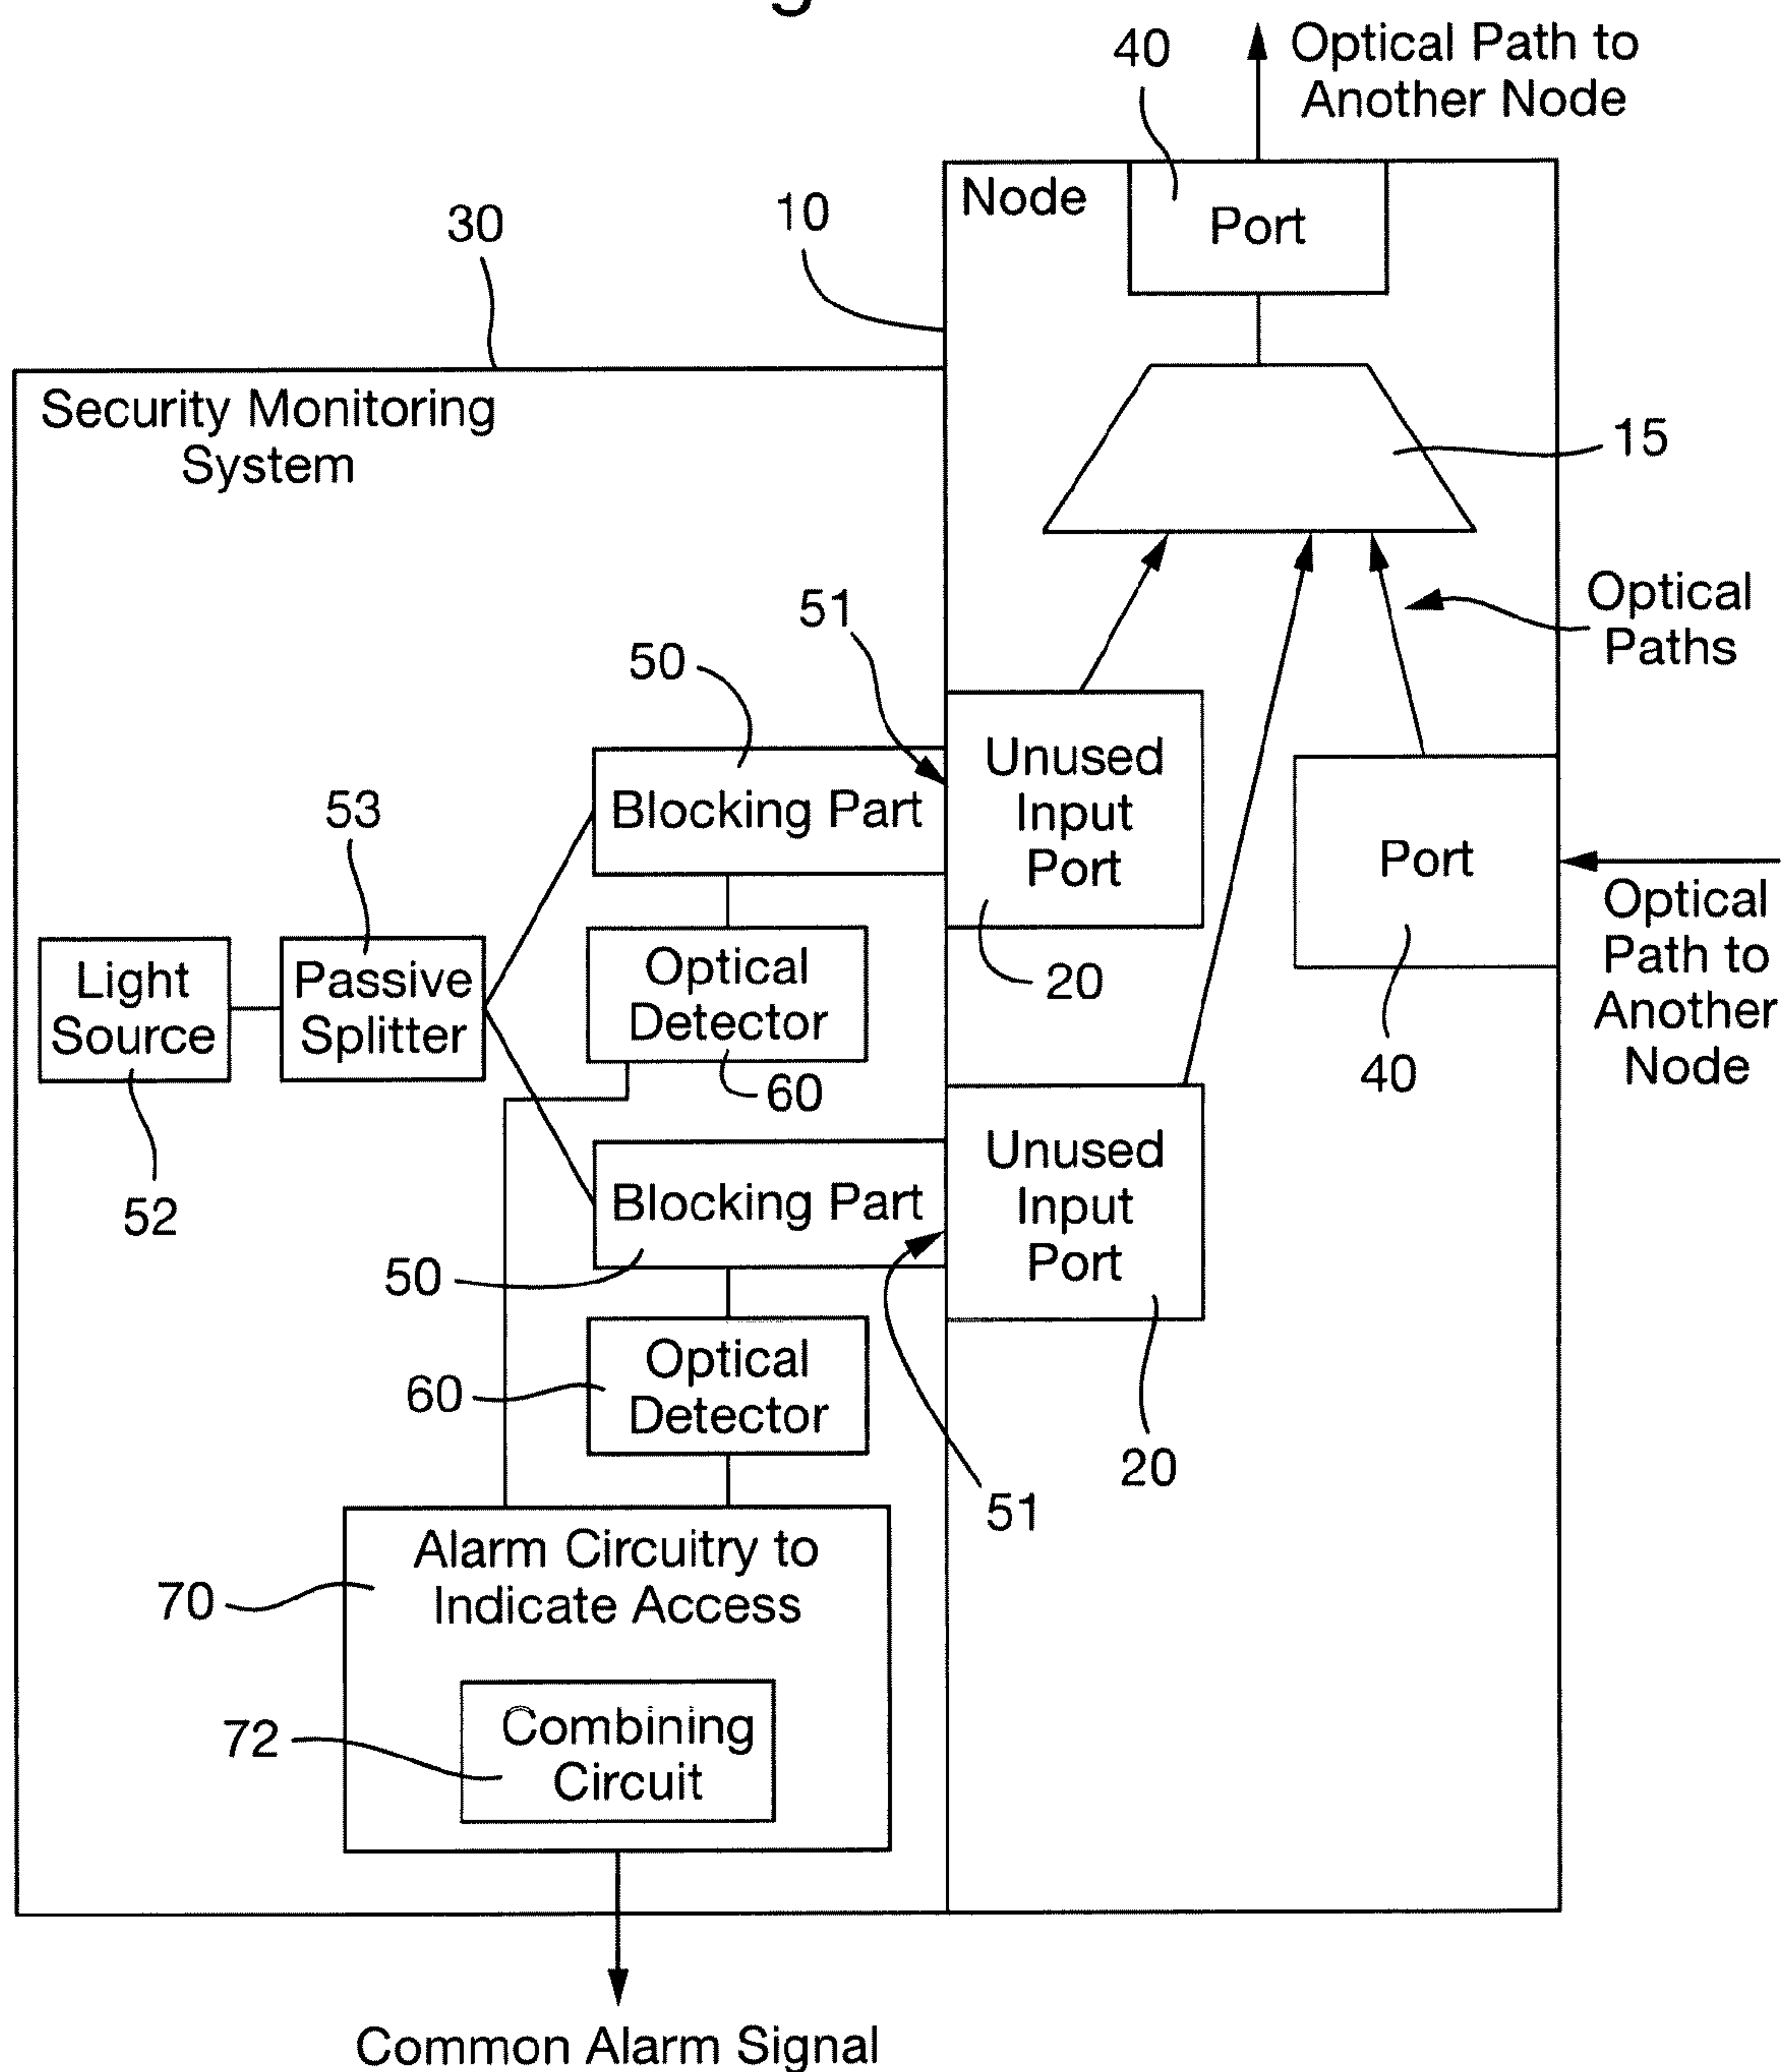 40
Optical Path to
Another Node
Node
Port
10
30
Security Monitoring
System
15
51
50
Optical
Paths
Unused
Input
Port
Blocking Part
53
Port
Light
Source
Passive
Splitter
Optical
Detector
20
Optical
Path to
Another
Node
40
60
52
Unused
Input
Port
Blocking Part
50
Optical
Detector
60
20
51
Alarm Circuitry to
Indicate Access
70
72
Combining
Circuit
Common Alarm Signal